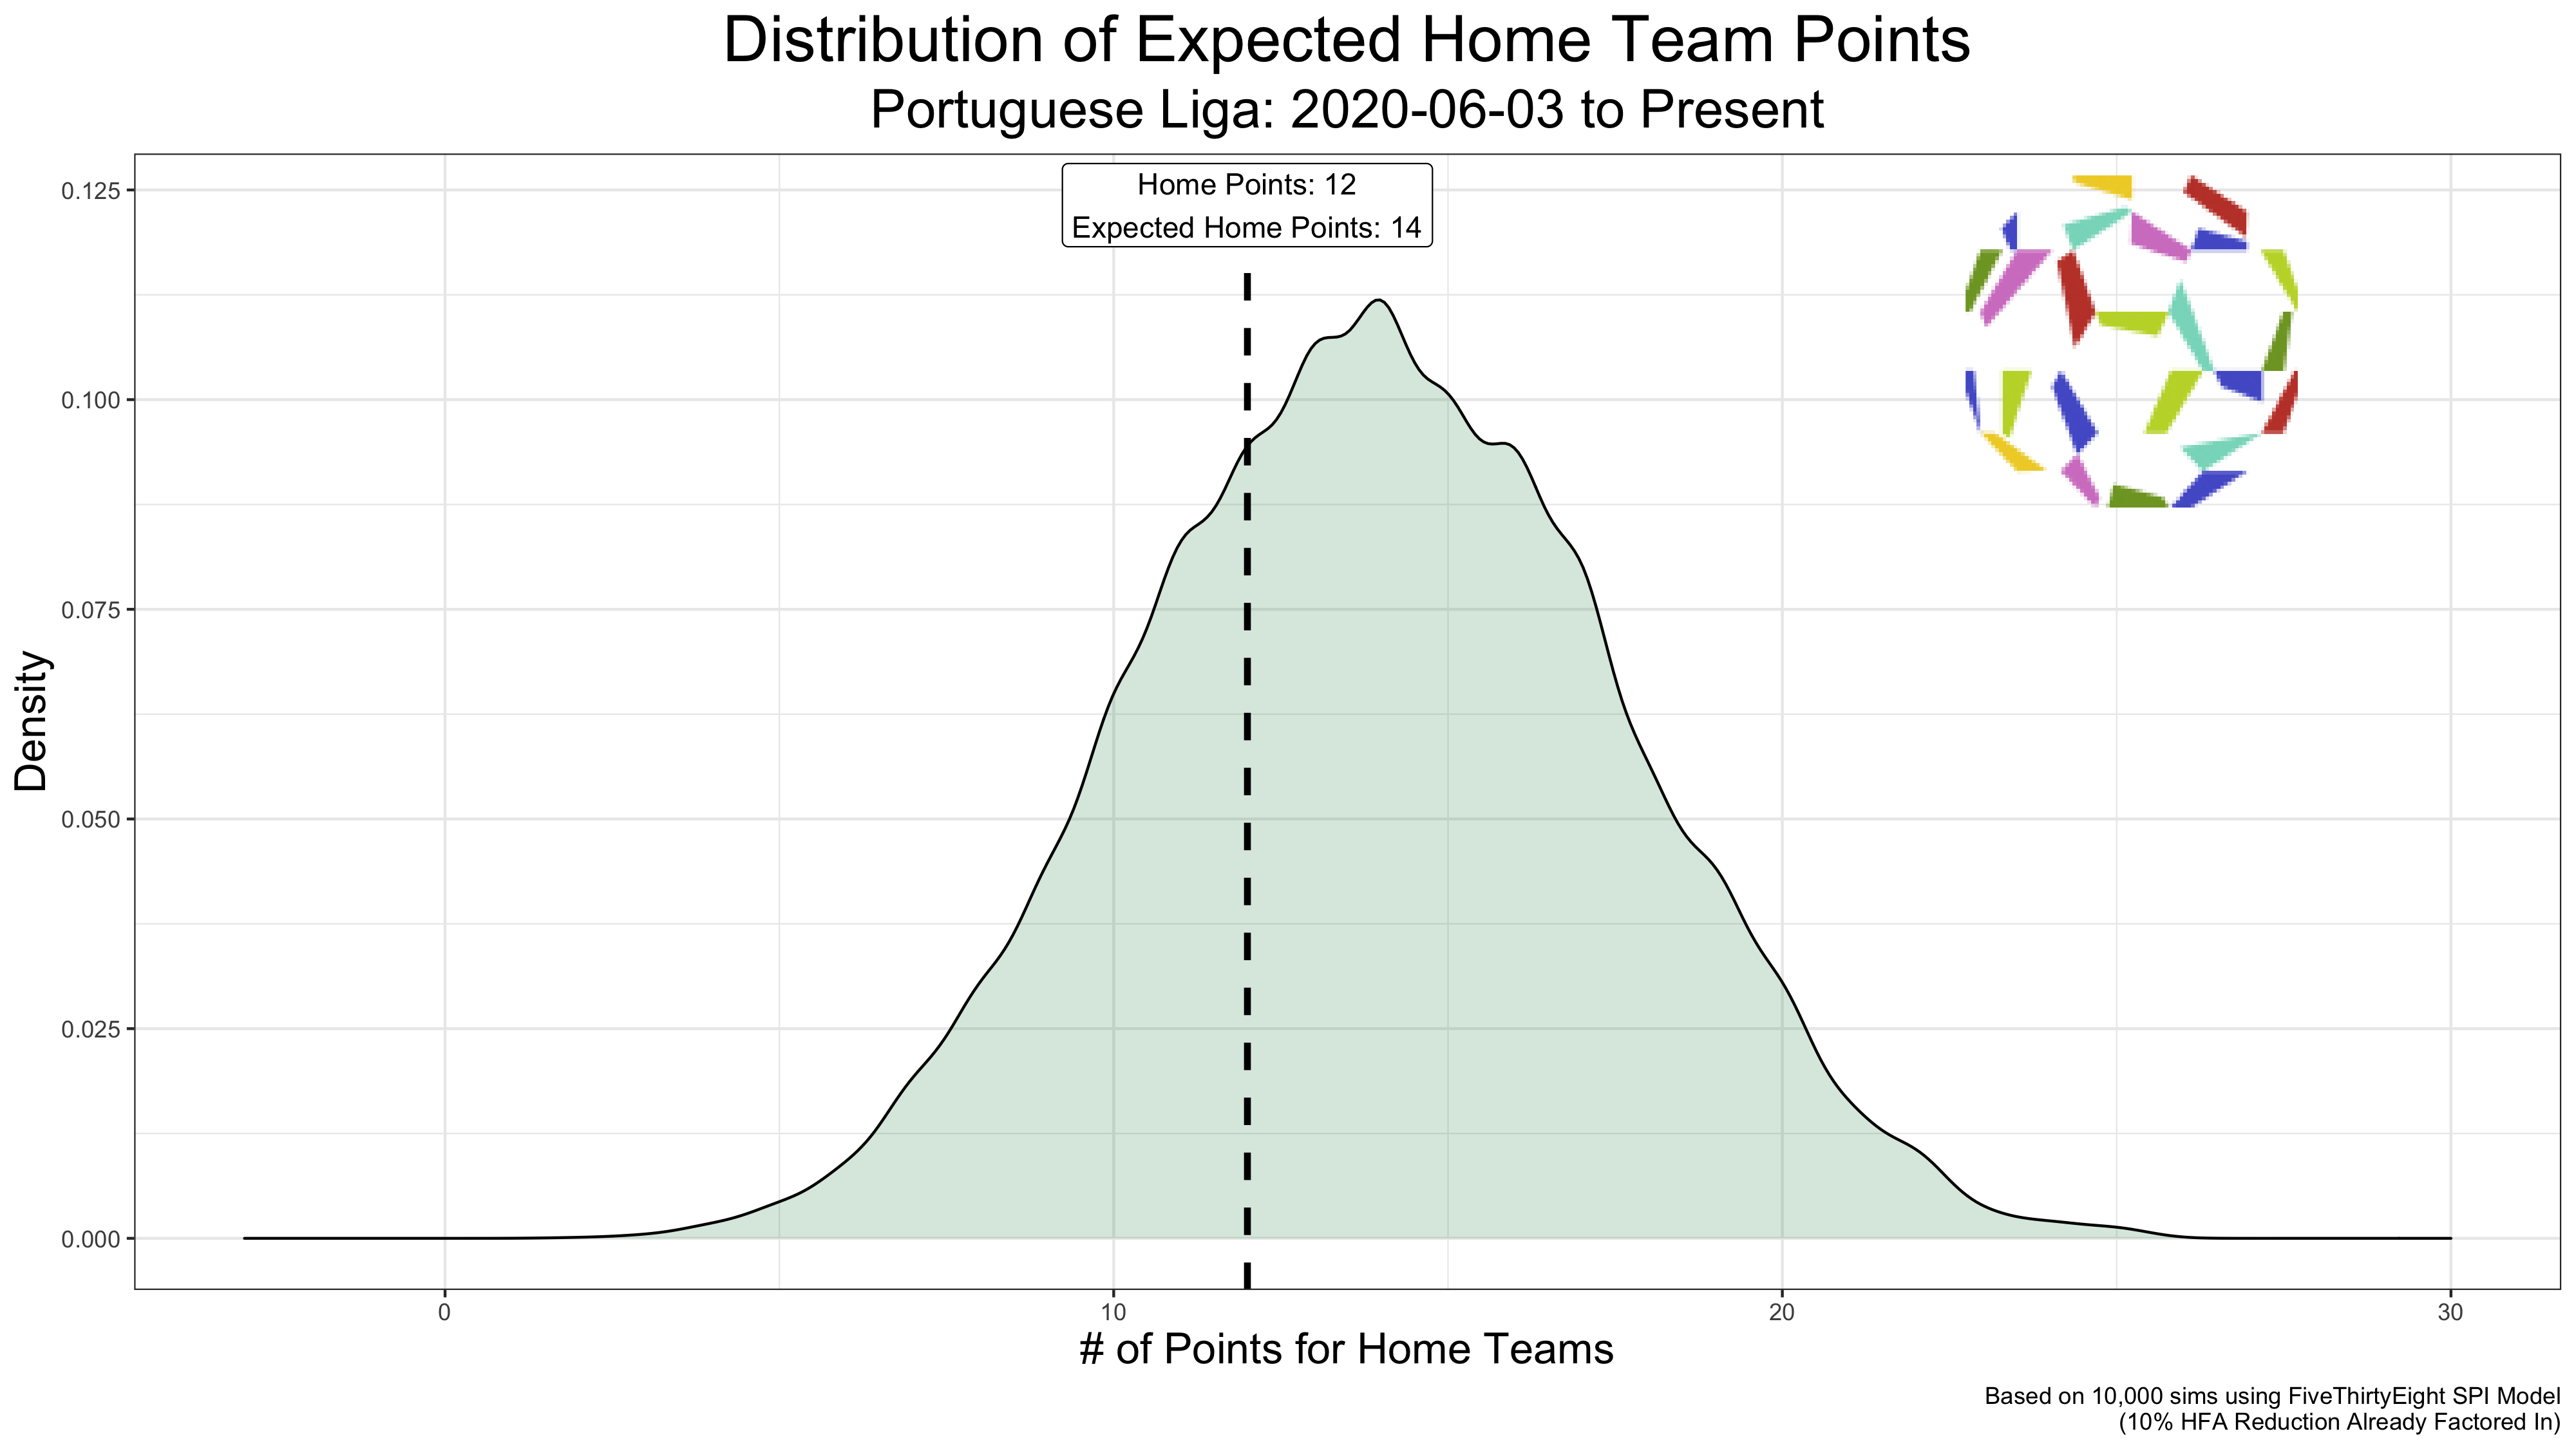 Distribution of Expected Home Team Points
Portuguese Liga: 2020-06-03 to Present
Home Points: 12
Expected Home Points: 14
0.125
0.100
0.075
0.050
0.025
0.000
Density
0
10
20
30
# of Points for Home Teams
Based on 10,000 sims using FiveThirtyEight SPI Model
(10% HFA Reduction Already Factored In)